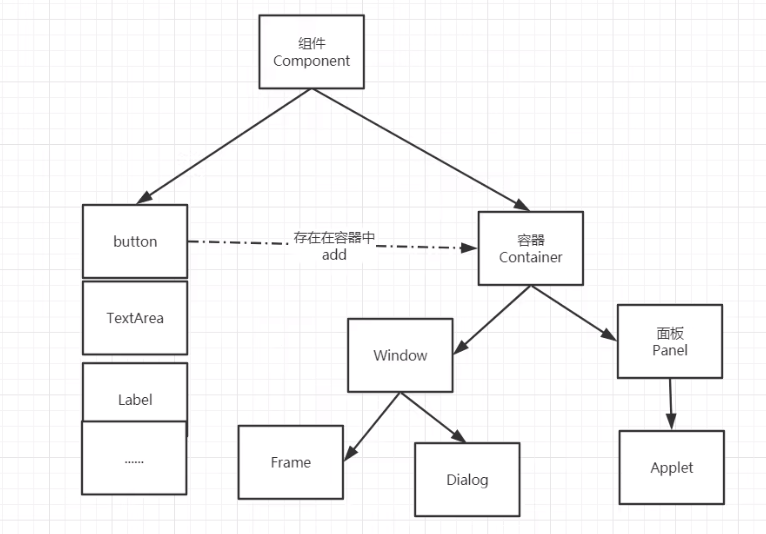 组件
Component
button
存在在容器中
add
容器
Container
TextArea
Window
面板
Panel
Label
......
Frame
Dialog
Applet